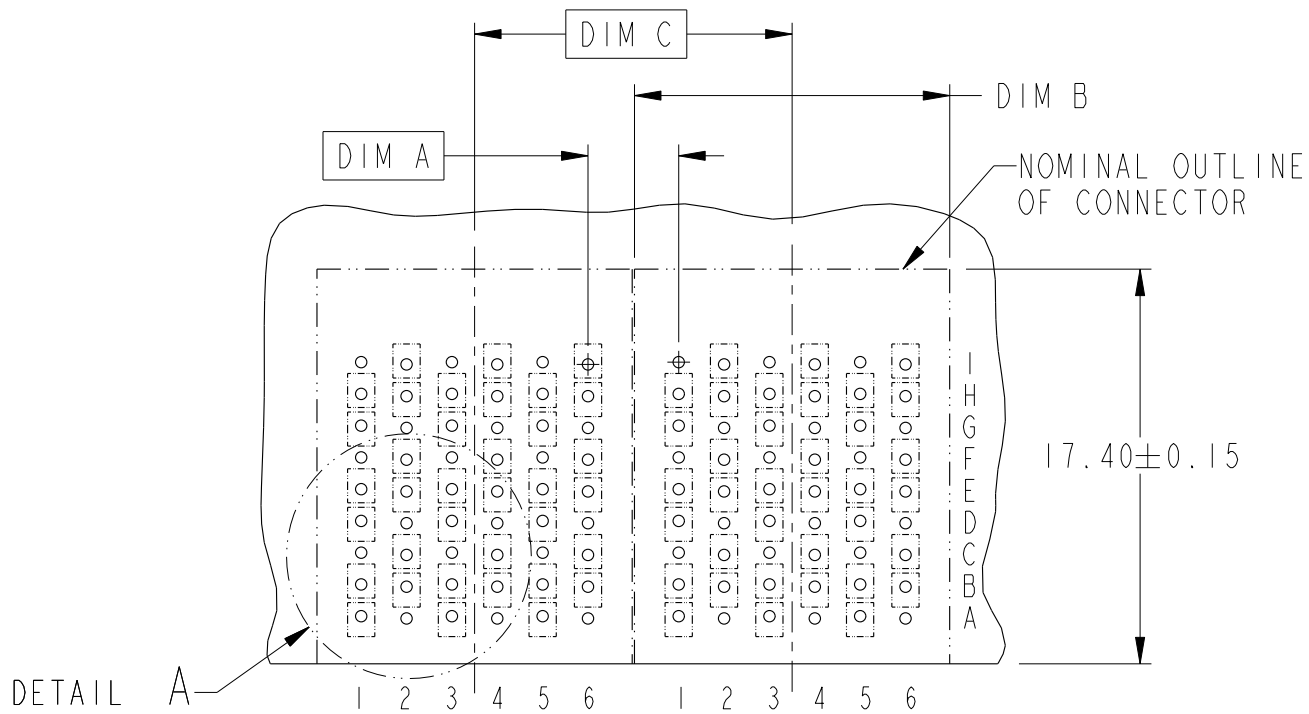 DIM C
DIM B
DIM A
NOMINAL OUTLINE
OF CONNECTOR
I
H
G
F
E
D
C
B
A
17.40±0.15
DETAIL A
1 2 3 4 5 6 1 2 3 4 5 6